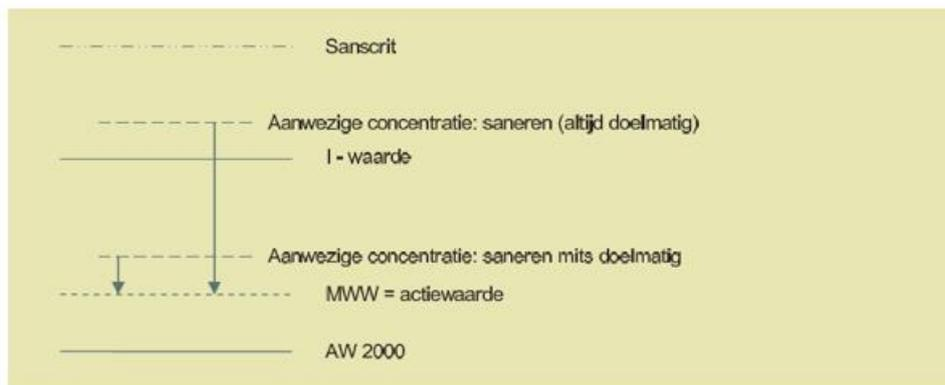 Sanscrit
Aanwezige concentratie: saneren (altijd doelmatig)
I - waarde
Aanwezige concentratie: saneren mits doelmatig
MWW = actiewaarde
AW 2000